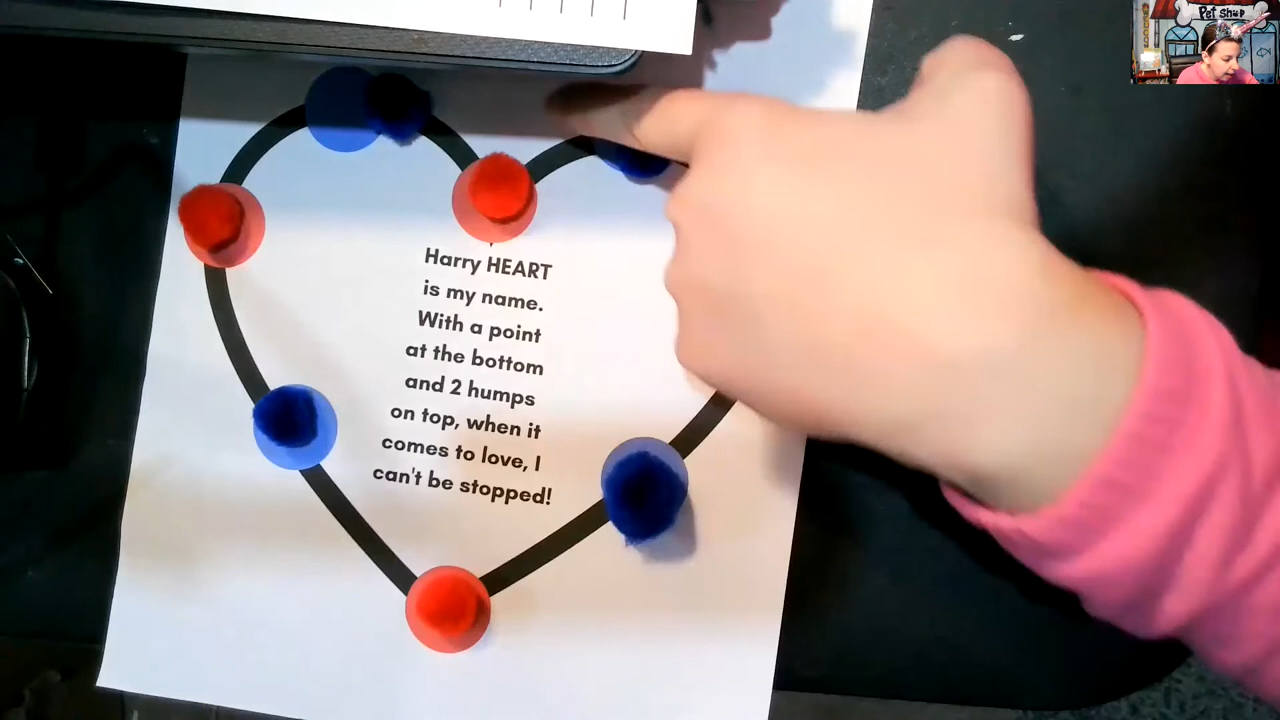 Pet Shop
Harry HEART
is my name.
With a point
at the bottom
and 2 humps
on top, when it
comes to love, I
can't be stopped!